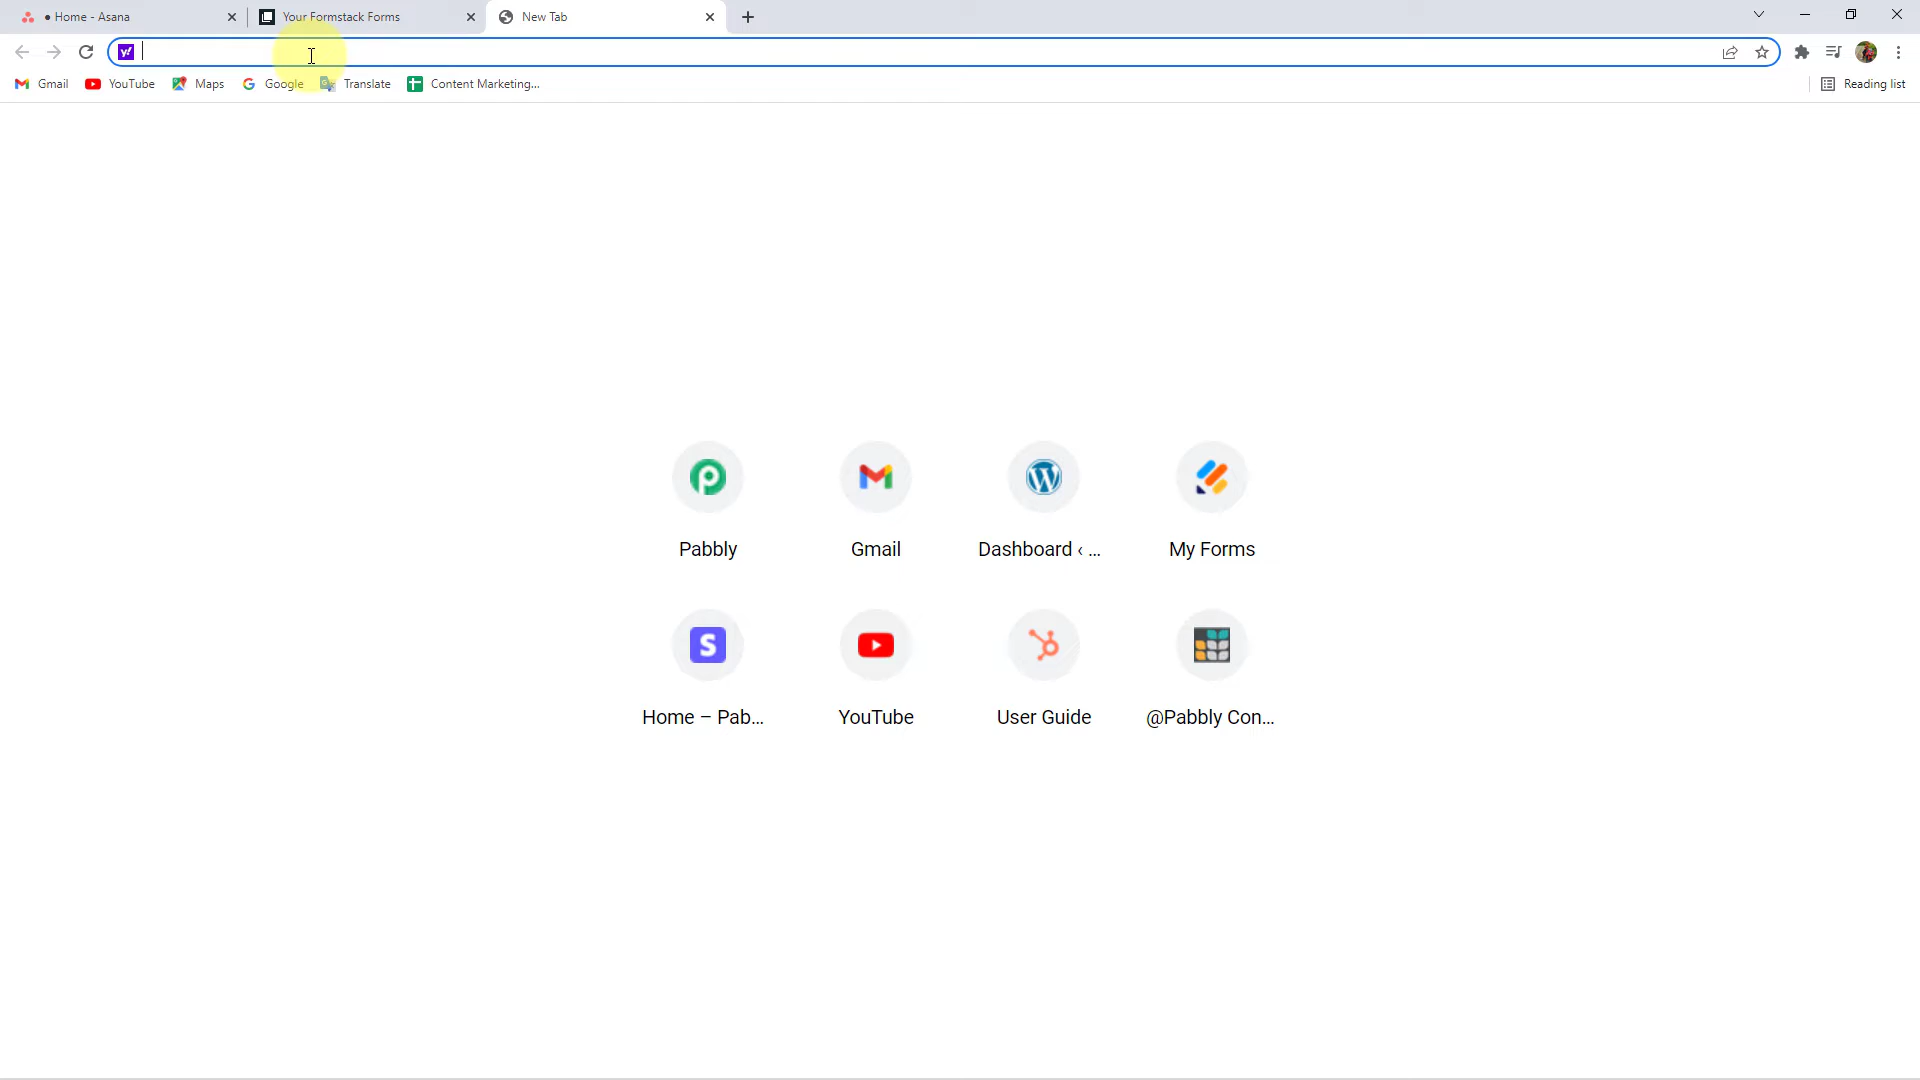 ● Home - Asana
Your Formstack Forms
New Tab
y!
Gmail
YouTube
Maps
Google
Translate
Content Marketing...
Reading list
Pabbly
Gmail
Dashboard ‹ ...
My Forms
S
Home – Pab...
YouTube
User Guide
@Pabbly Con...